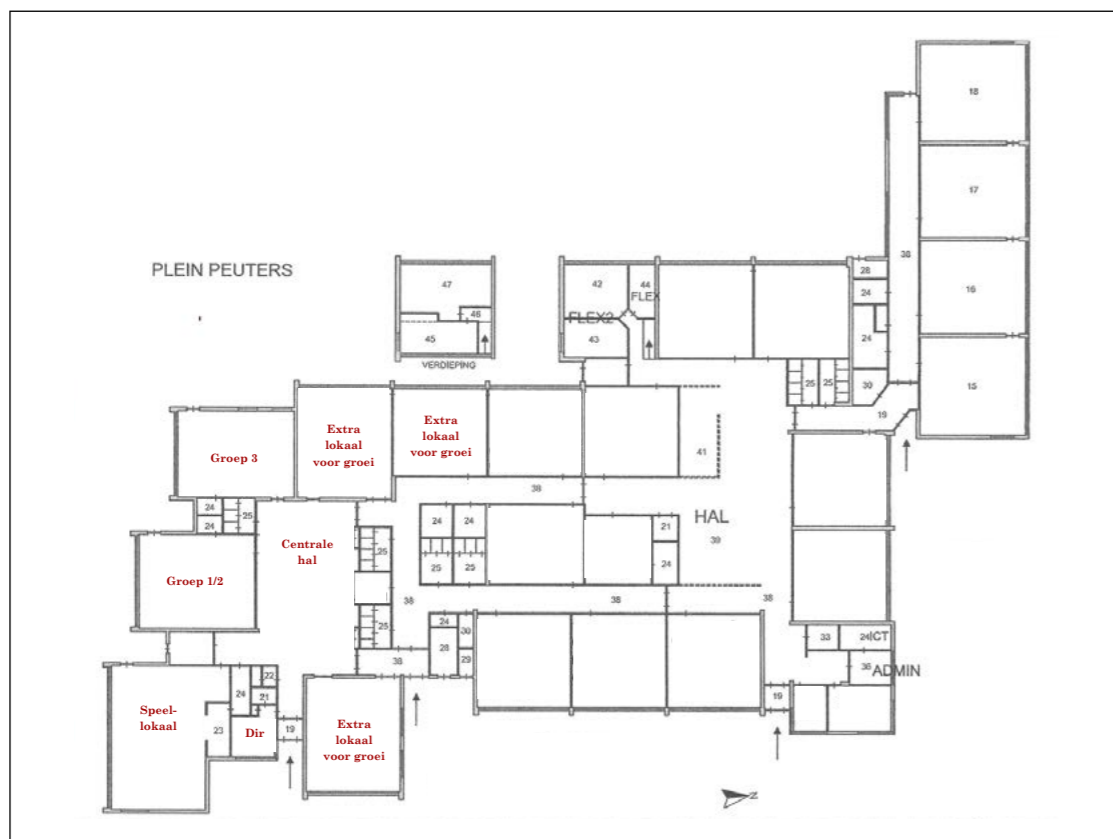 18
17
38
PLEIN PEUTERS
28
47
42
44
24
16
FLEX
46
FLEX2
45
43
24
VERDIEPING
25
25
30
15
19
Extra
lokaal
voor groei
Extra
lokaal
voor groei
Groep 3
41
38
24
24
25
24
24
21
HAL
39
Centrale
hal
25
25
25
24
Groep 1/2
38
38
38
25
24
30
28
33
24
ICT
38
29
36
ADMIN
22
24
21
Speel-
lokaal
23
Dir
19
Extra
lokaal
voor groei
19
N